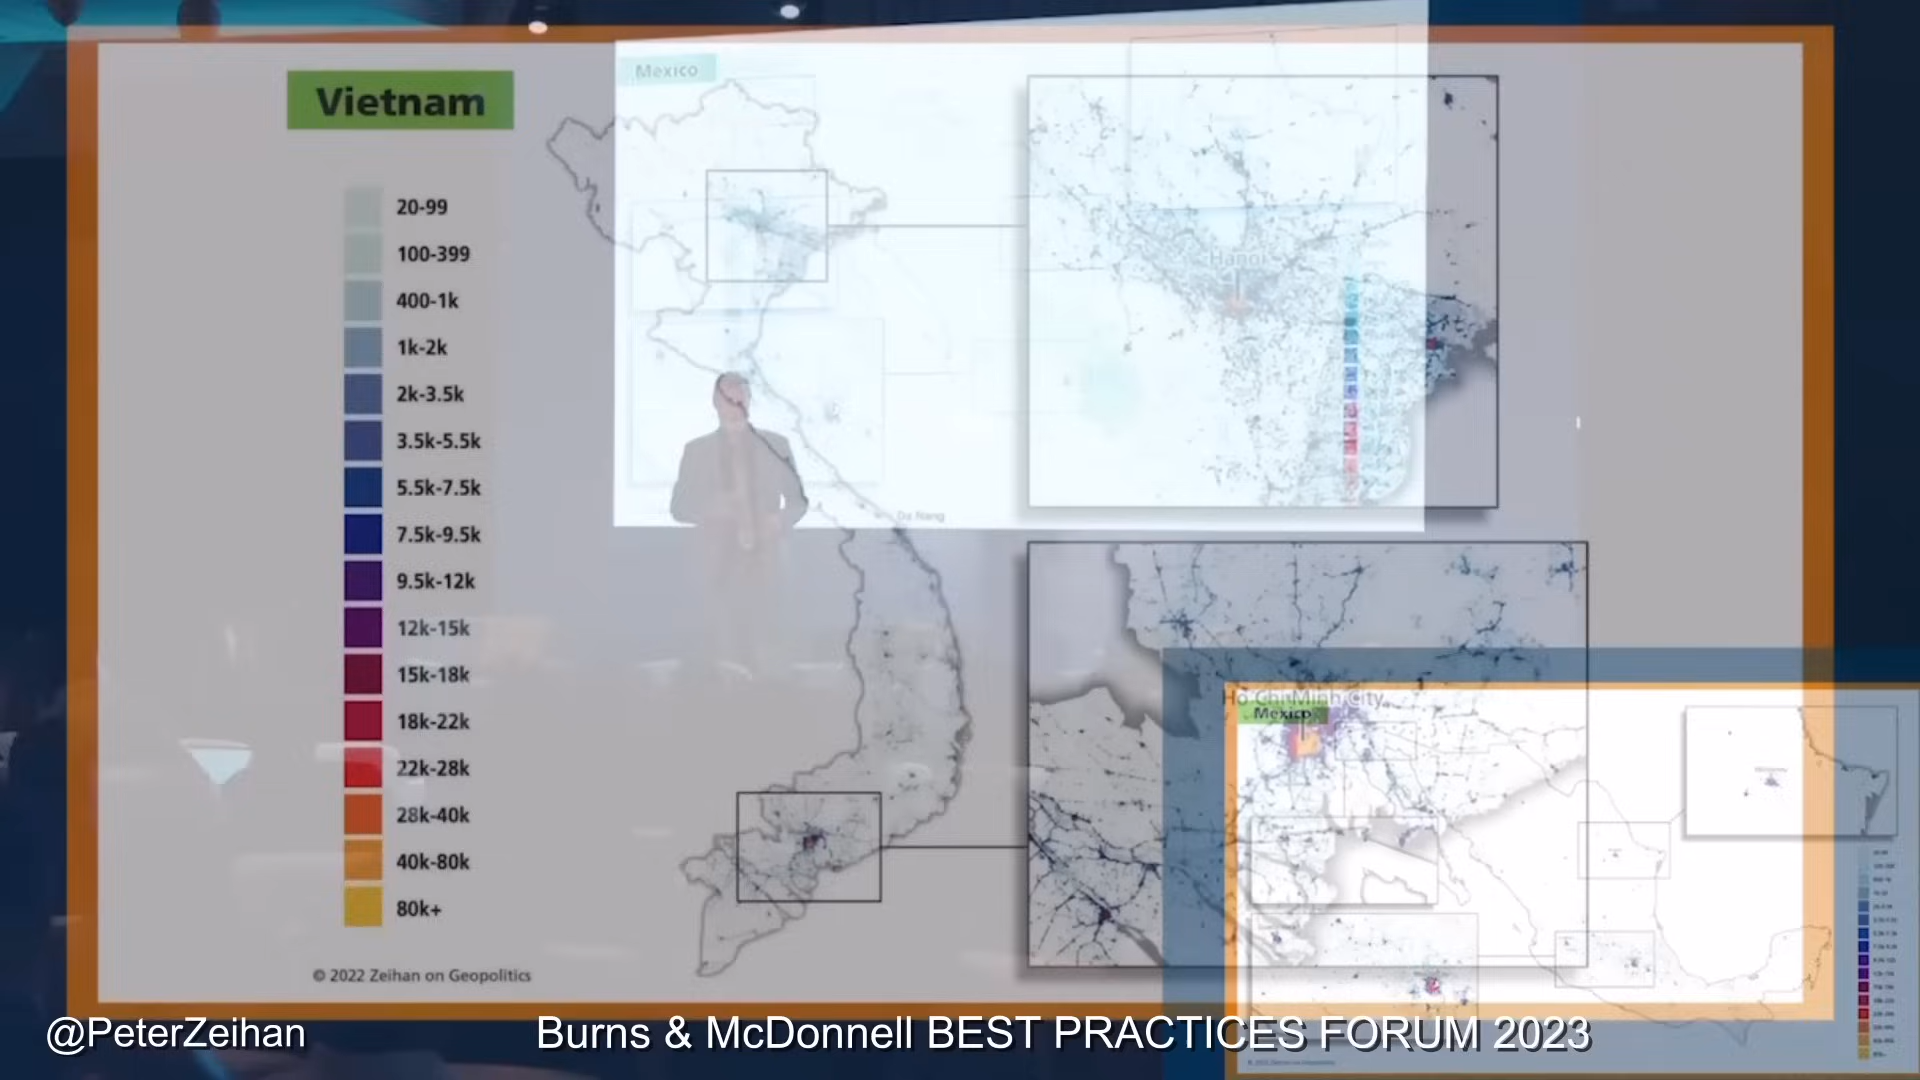 Mexico
Vietnam
20-99
100-399
400-1k
1k-2k
2k-3.5k
3.5k-5.5k
5.5k-7.5k
7.5k-9.5k
9.5k-12k
12k-15k
15k-18k
18k-22k
22k-28k
28k-40k
40k-80k
80k+
Hanoi
Da Nang
Ho Chi Minh City
Mexico
© 2022 Zeihan on Geopolitics
@PeterZeihan
Burns & McDonnell BEST PRACTICES FORUM 2023